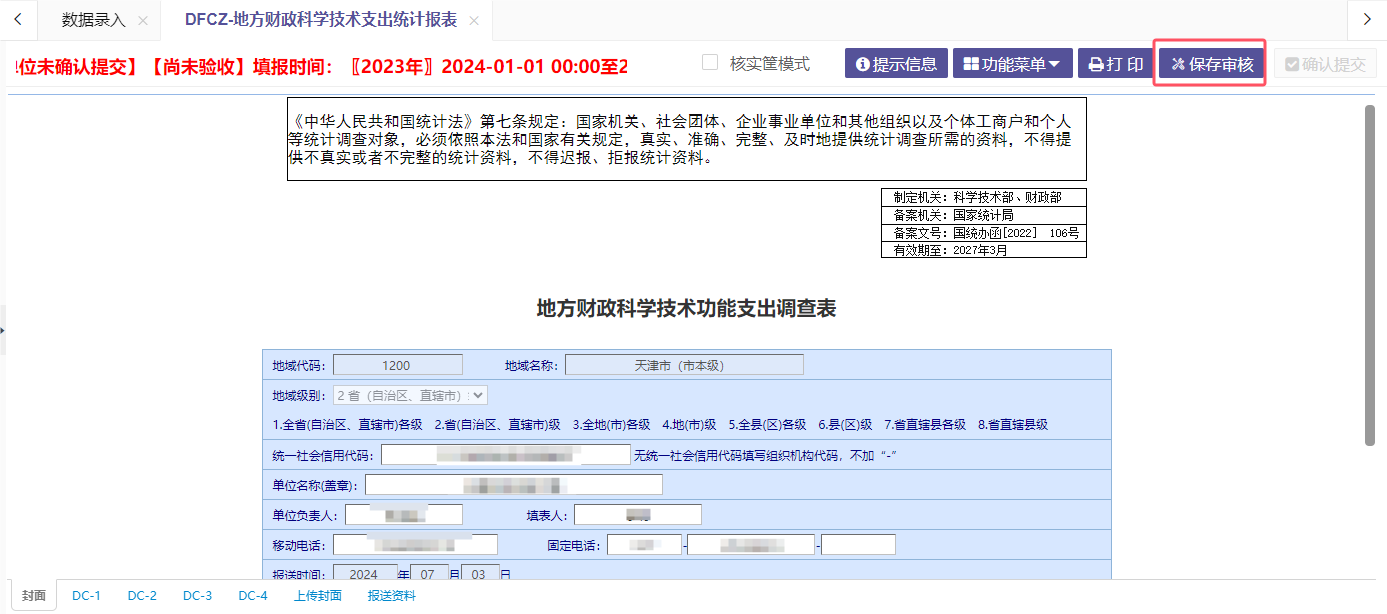 数据录入 × DFCZ-地方财政科学技术支出统计报表 ×
位未确认提交】【尚未验收】填报时间：〖2023年〗2024-01-01 00:00至2
核实筐模式 提示信息 功能菜单 打 印 保存审核 确认提交
《中华人民共和国统计法》第七条规定：国家机关、社会团体、企业事业单位和其他组织以及个体工商户和个人
等统计调查对象，必须依照本法和国家有关规定，真实、准确、完整、及时地提供统计调查所需的资料，不得提
供不真实或者不完整的统计资料，不得迟报、拒报统计资料。
制定机关：科学技术部、财政部
备案机关：国家统计局
备案文号：国统办函[2022] 106号
有效期至：2027年3月
地方财政科学技术功能支出调查表
地域代码： 1200 地域名称： 天津市（市本级）
地域级别： 2 省（自治区、直辖市）
1.全省(自治区、直辖市)各级 2.省(自治区、直辖市)级 3.全地(市)各级 4.地(市)级 5.全县(区)各级 6.县(区)级 7.省直辖县各级 8.省直辖县级
统一社会信用代码： 无统一社会信用代码填写组织机构代码，不加“-”
单位名称(盖章)：
单位负责人： 填表人：
移动电话： 固定电话： - -
报送时间： 2024 年 07 月 03 日
封面 DC-1 DC-2 DC-3 DC-4 上传封面 报送资料